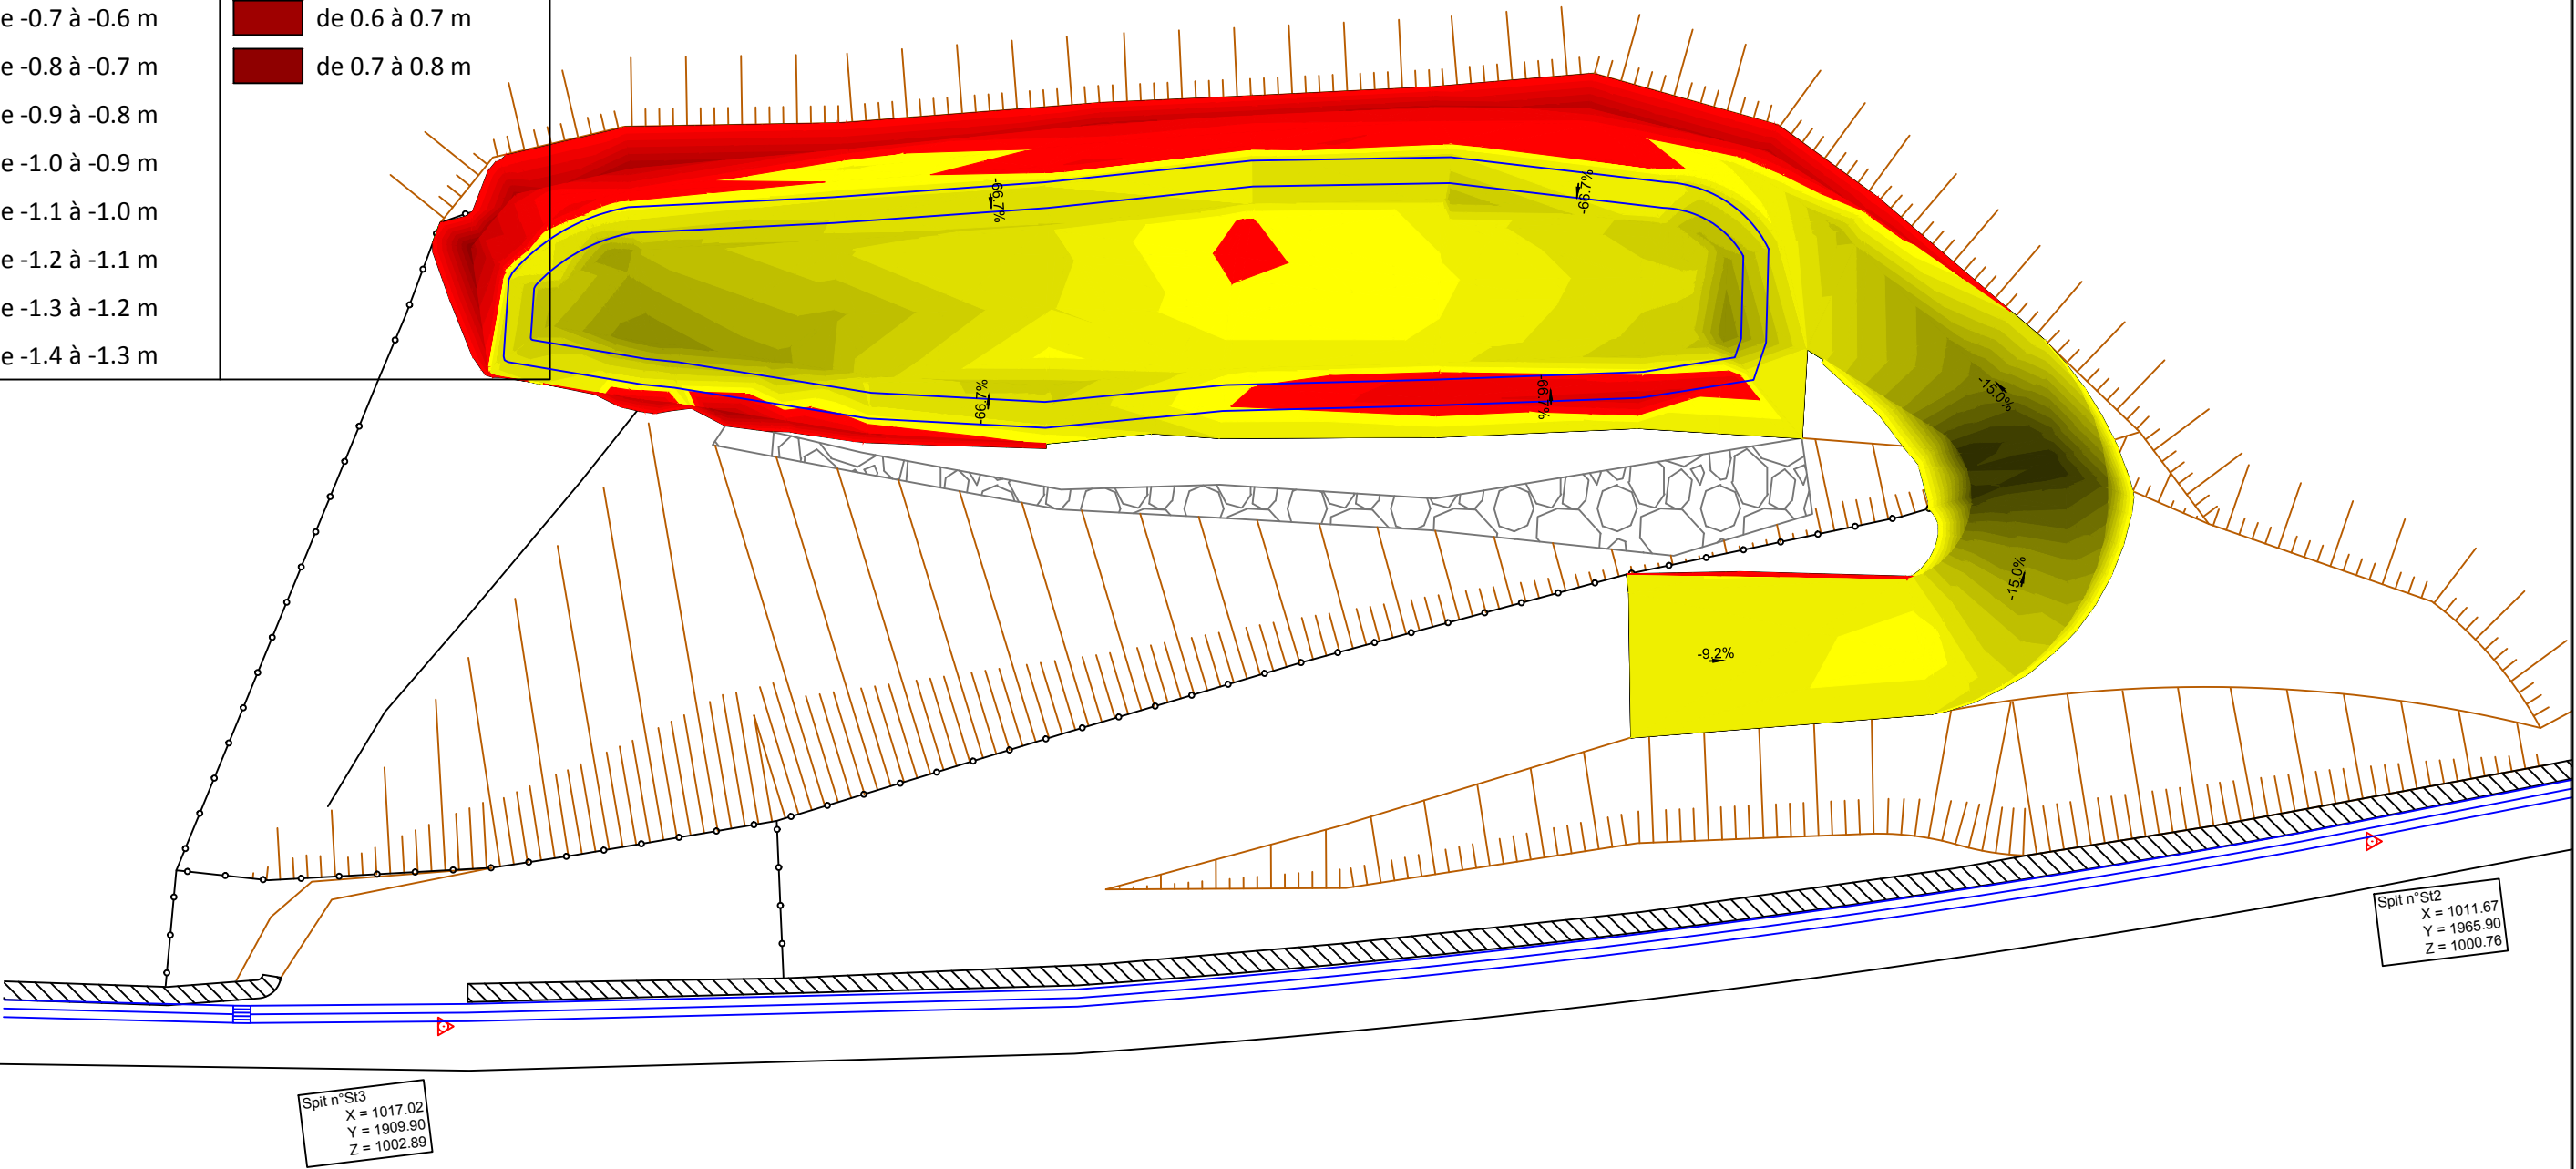 e -0.7 à -0.6 m
de 0.6 à 0.7 m
e -0.8 à -0.7 m
de 0.7 à 0.8 m
e -0.9 à -0.8 m
e -1.0 à -0.9 m
e -1.1 à -1.0 m
e -1.2 à -1.1 m
e -1.3 à -1.2 m
e -1.4 à -1.3 m
-66.7%
-66.7%
-66.7%
-66.7%
-15.0%
-15.0%
-9.2%
Spit n°St2
X = 1011.67
Y = 1965.90
Z = 1000.76
Spit n°St3
X = 1017.02
Y = 1909.90
Z = 1002.89